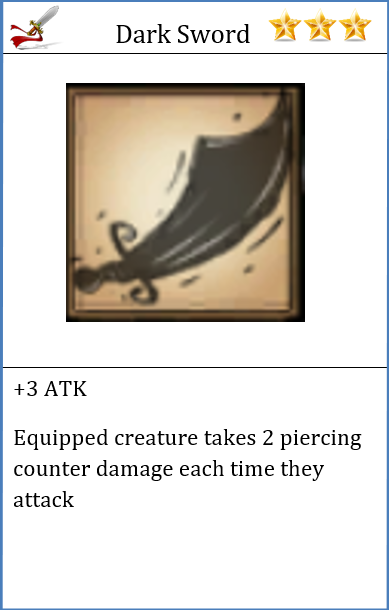 Dark Sword
+3 ATK
Equipped creature takes 2 piercing
counter damage each time they
attack